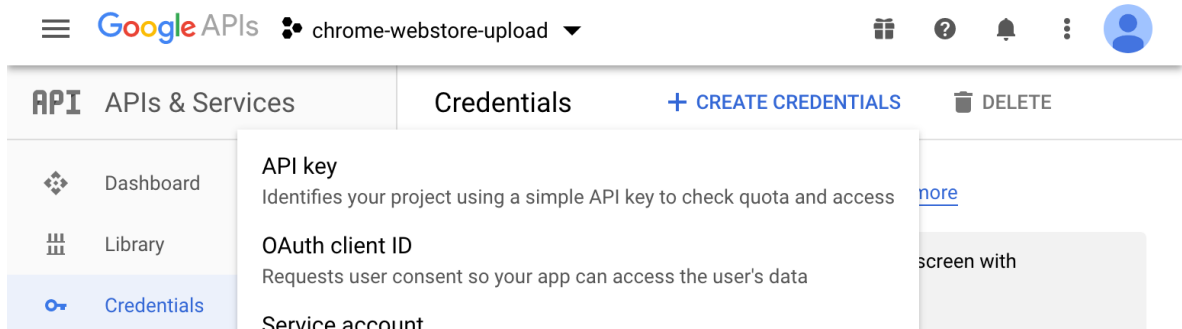 Google APIs chrome-webstore-upload
API APIs & Services Credentials + CREATE CREDENTIALS DELETE
API key
Dashboard
Identifies your project using a simple API key to check quota and access more
Library
OAuth client ID
Requests user consent so your app can access the user's data
screen with
Credentials
Service account